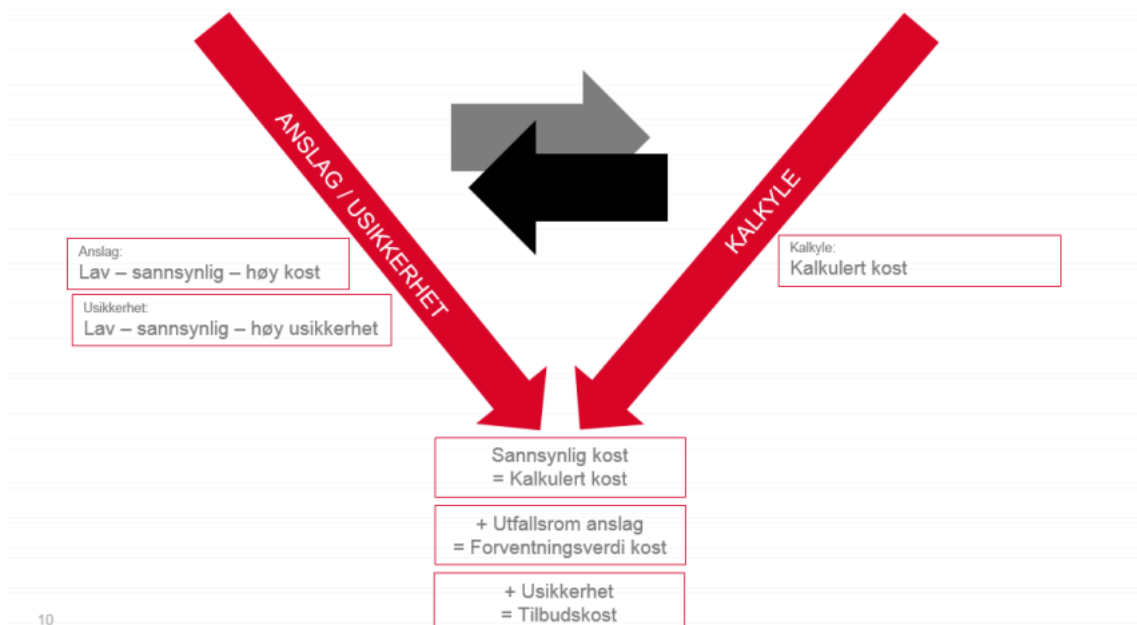 ANSLAG / USIKKERHET
KALKYLE
Anslag:
Lav – sannsynlig – høy kost
Usikkerhet:
Lav – sannsynlig – høy usikkerhet
Kalkyle:
Kalkulert kost
Sannsynlig kost
= Kalkulert kost
+ Utfallsrom anslag
= Forventningsverdi kost
+ Usikkerhet
= Tilbudskost
10